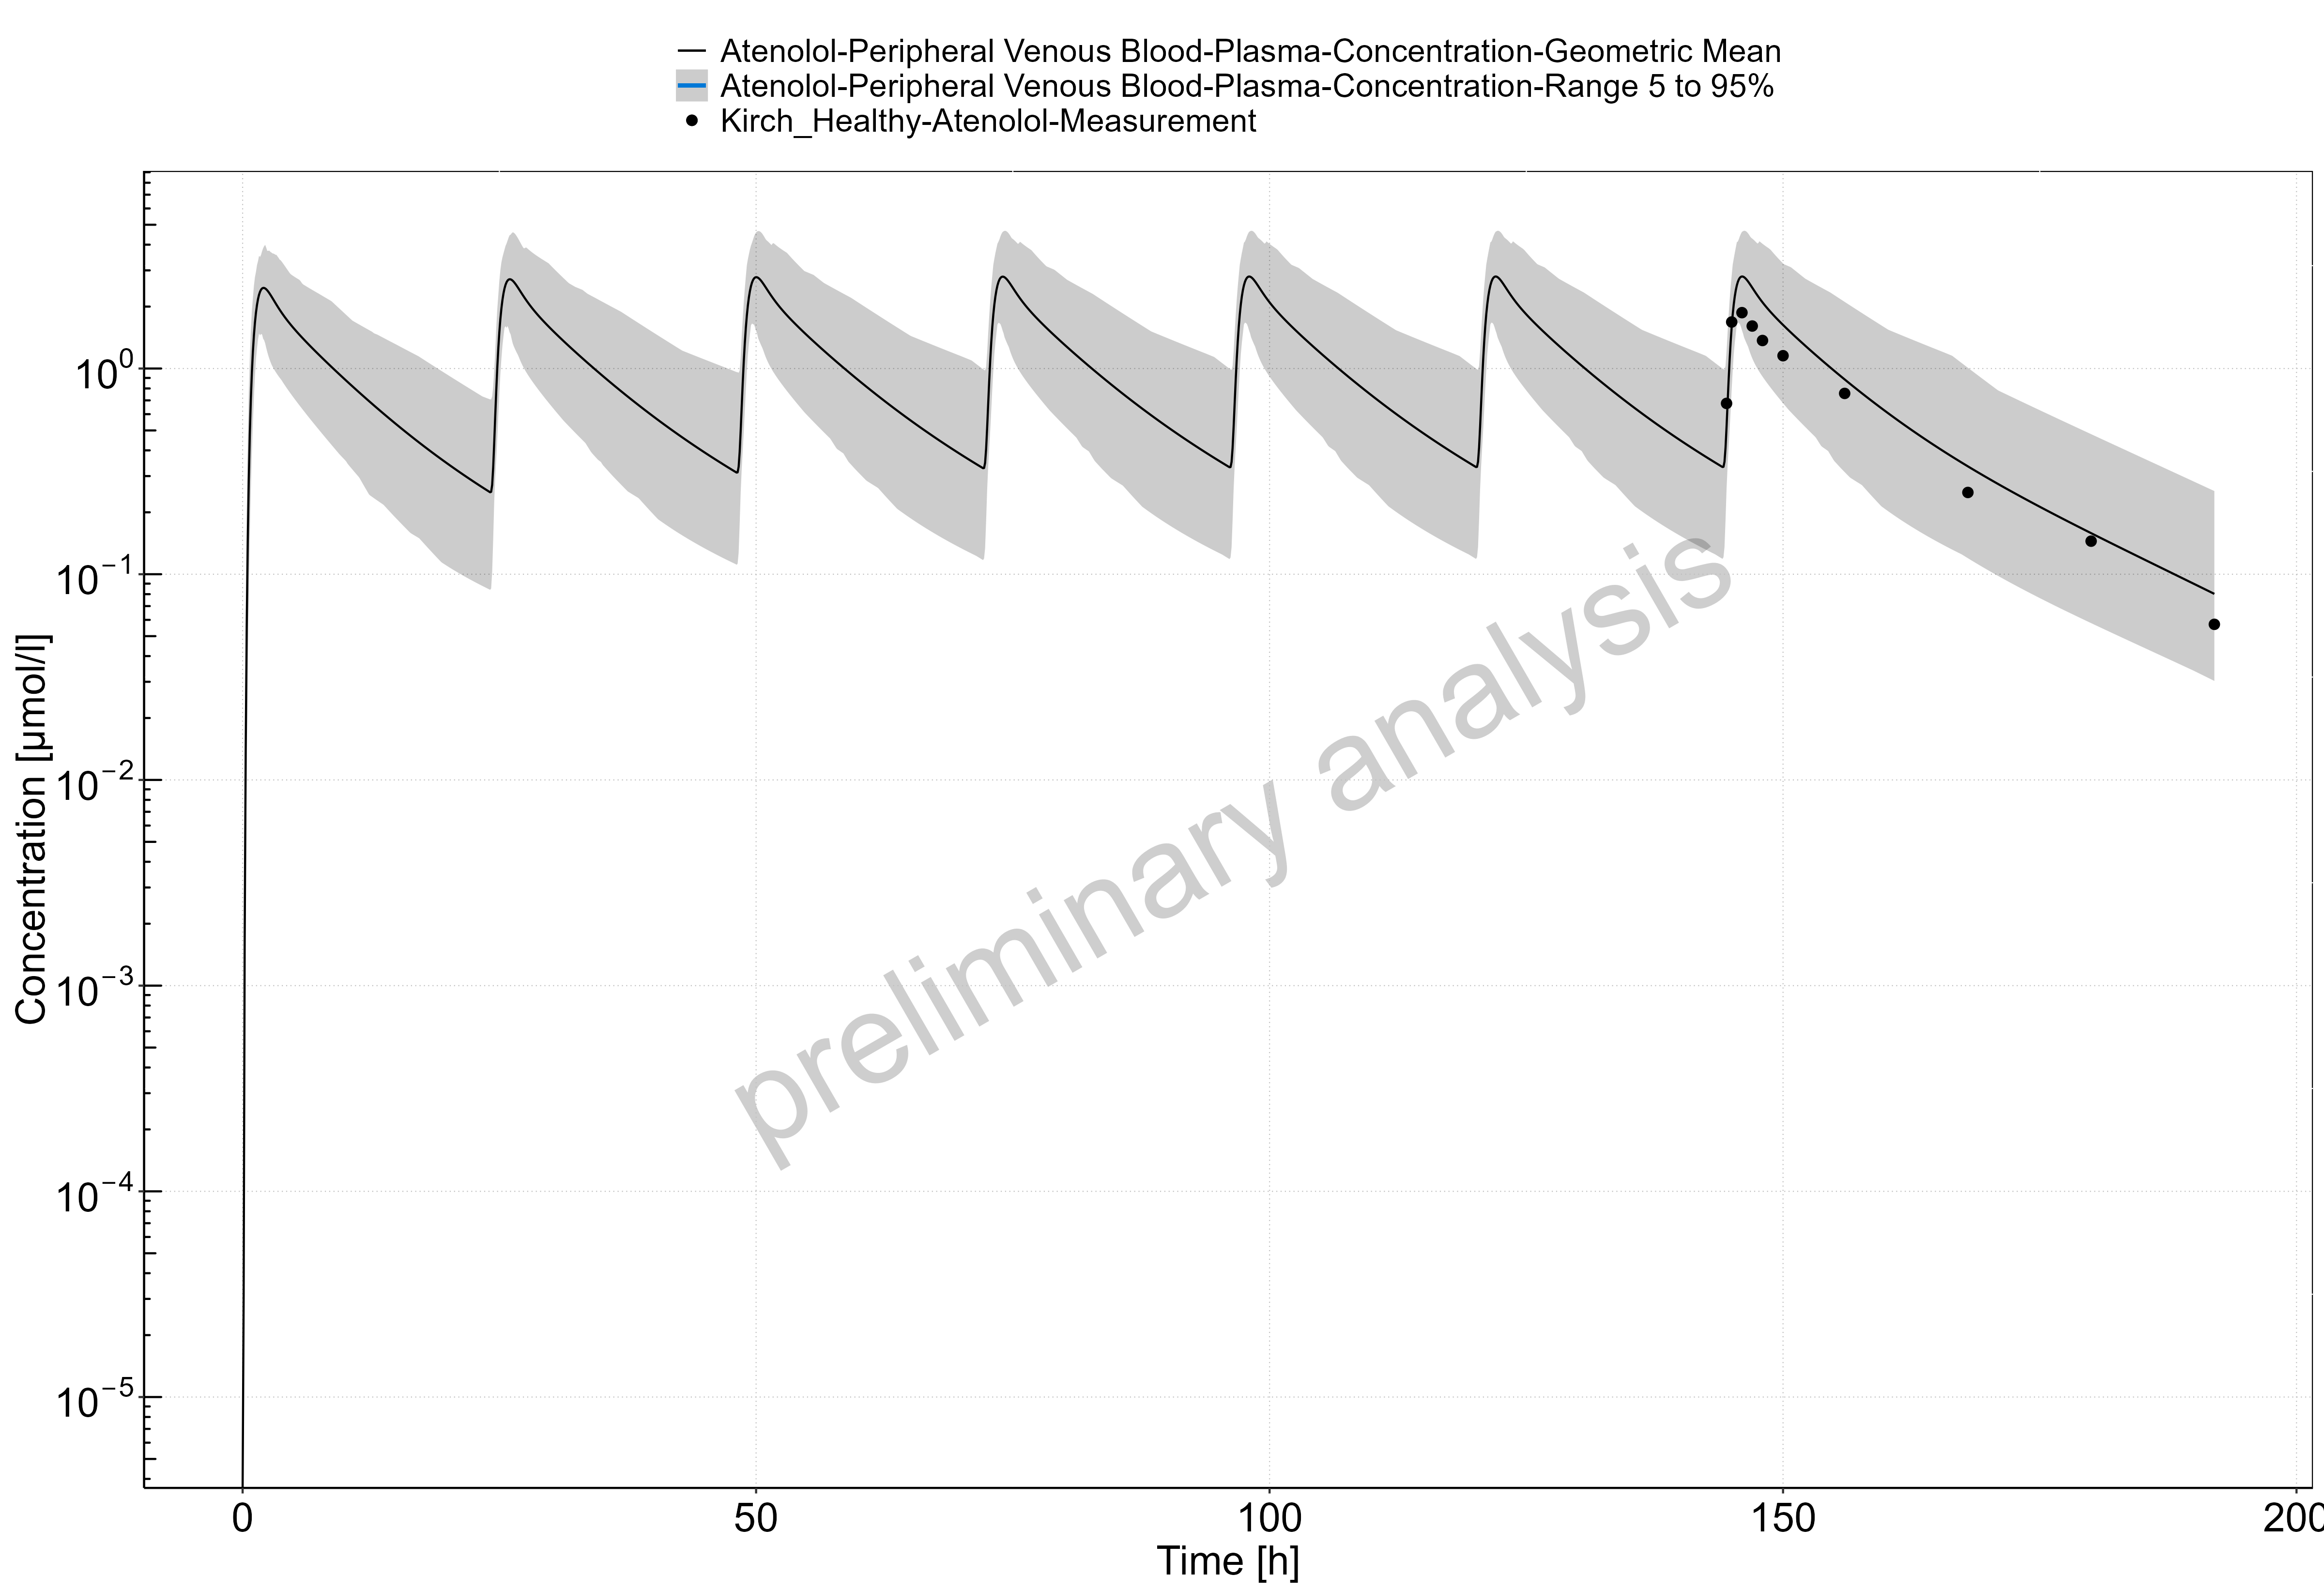 Atenolol-Peripheral Venous Blood-Plasma-Concentration-Geometric Mean
Atenolol-Peripheral Venous Blood-Plasma-Concentration-Range 5 to 95%
Kirch_Healthy-Atenolol-Measurement
Concentration [µmol/l]
10⁰
10⁻¹
10⁻²
10⁻³
10⁻⁴
10⁻⁵
preliminary analysis
0 50 100 150 200
Time [h]